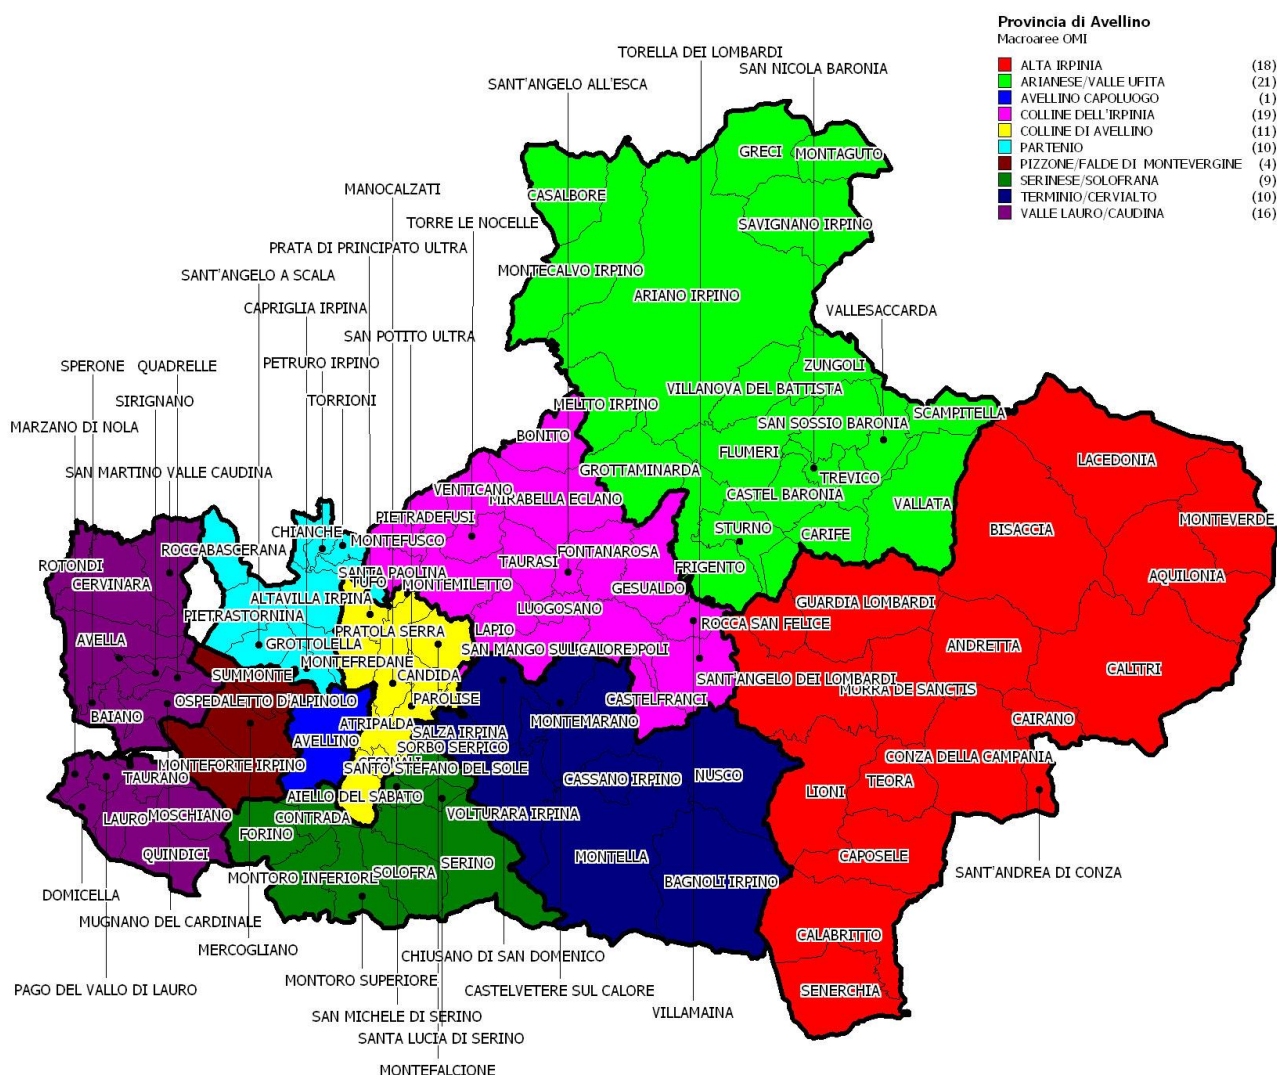 Provincia di Avellino
Macroaree OMI
ALTA IRPINIA (18)
ARIANESE/VALLE UFITA (21)
AVELLINO CAPOLUOGO (1)
COLLINE DELL'IRPINIA (19)
COLLINE DI AVELLINO (11)
PARTENIO (10)
PIZZONE/FALDE DI MONTEVERGINE (4)
SERINESE/SOLOFRANA (9)
TERMINIO/CERVIALTO (10)
VALLE LAURO/CAUDINA (16)
TORELLA DEI LOMBARDI
SAN NICOLA BARONIA
SANT'ANGELO ALL'ESCA
GRECI
MONTAGUTO
MANOCALZATI
CASALBORE
TORRE LE NOCELLE
SAVIGNANO IRPINO
PRATA DI PRINCIPATO ULTRA
SANT'ANGELO A SCALA
MONTECALVO IRPINO
ARIANO IRPINO
CAPRIGLIA IRPINA
VALLESACCARDA
SAN POTITO ULTRA
SPERONE
QUADRELLE
PETRURO IRPINO
ZUNGOLI
VILLANOVA DEL BATTISTA
SIRIGNANO
TORRIONI
MELITO IRPINO
SCAMPITELLA
MARZANO DI NOLA
BONITO
SAN SOSSIO BARONIA
FLUMERI
LACEDONIA
SAN MARTINO VALLE CAUDINA
GROTTAMINARDA
TREVICO
VENTICANO
MIRABELLA ECLANO
CASTEL BARONIA
VALLATA
PIETRADEFUSI
MONTEVERDE
CHIANCHE
STURNO
CARIFE
BISACCIA
MONTEFUSCO
ROCCABASCERANA
FONTANAROSA
ROTONDI
TAURASI
FRIGENTO
CERVINARA
SANTA PAOLINA
TUFO
MONTEMILETTO
GESUALDO
AQUILONIA
ALTAVILLA IRPINA
GUARDIA LOMBARDI
PIETRASTORNINA
LUOGOSANO
ROCCA SAN FELICE
AVELLA
PRATOLA SERRA
LAPIO
GROTTOLELLA
SAN MANGO SUL CALORE
OPOLI
ANDRETTA
MONTEFREDANE
CALITRI
SUMMONTE
CANDIDA
SANT'ANGELO DEI LOMBARDI
MORRA DE SANCTIS
OSPEDALETTO D'ALPINOLO
PAROLISE
CASTELFRANCI
BAIANO
ATRIPALDA
MONTEMARANO
CAIRANO
SALZA IRPINA
AVELLINO
SORBO SERPICO
CESINALI
CONZA DELLA CAMPANIA
MONTEFORTE IRPINO
SANTO STEFANO DEL SOLE
TAURANO
CASSANO IRPINO
NUSCO
TEORA
LIONI
AIELLO DEL SABATO
LAURO
MOSCHIANO
CONTRADA
VOLTURARA IRPINA
FORINO
QUINDICI
SERINO
MONTELLA
CAPOSELE
SOLOFRA
MONTORO INFERIORE
SANT'ANDREA DI CONZA
BAGNOLI IRPINO
DOMICELLA
MUGNANO DEL CARDINALE
CALABRITTO
MERCOGLIANO
CHIUSANO DI SAN DOMENICO
MONTORO SUPERIORE
PAGO DEL VALLO DI LAURO
CASTELVETERE SUL CALORE
SENERCHIA
SAN MICHELE DI SERINO
VILLAMAINA
SANTA LUCIA DI SERINO
MONTEFALCIONE